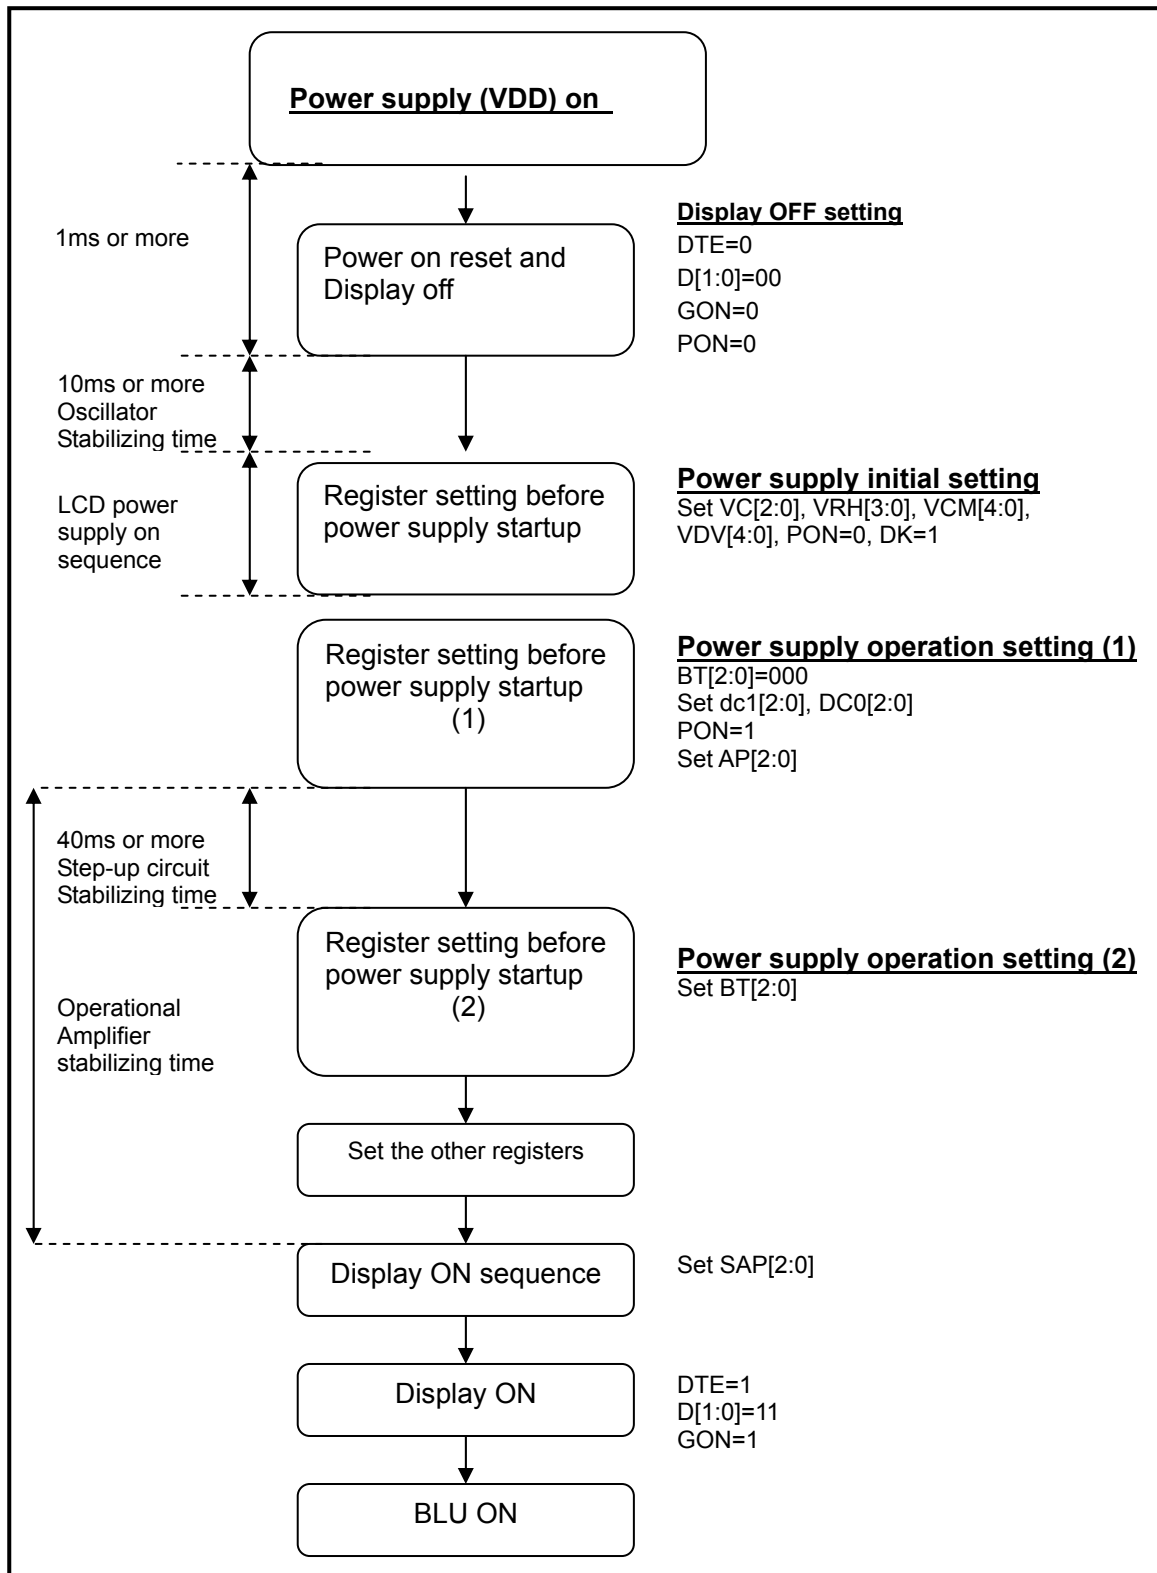 Power supply (VDD) on
1ms or more
Power on reset and
Display off
Display OFF setting
DTE=0
D[1:0]=00
GON=0
PON=0
10ms or more
Oscillator
Stabilizing time
LCD power
supply on
sequence
Register setting before
power supply startup
Power supply initial setting
Set VC[2:0], VRH[3:0], VCM[4:0],
VDV[4:0], PON=0, DK=1
Register setting before
power supply startup
(1)
Power supply operation setting (1)
BT[2:0]=000
Set dc1[2:0], DC0[2:0]
PON=1
Set AP[2:0]
40ms or more
Step-up circuit
Stabilizing time
Register setting before
power supply startup
(2)
Power supply operation setting (2)
Set BT[2:0]
Operational
Amplifier
stabilizing time
Set the other registers
Display ON sequence
Set SAP[2:0]
Display ON
DTE=1
D[1:0]=11
GON=1
BLU ON